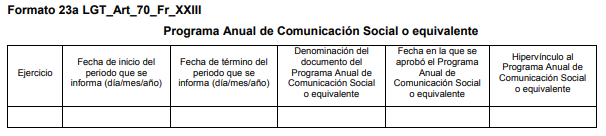 Formato 23a LGT_Art_70_Fr_XXIII
Programa Anual de Comunicación Social o equivalente
Ejercicio
Fecha de inicio del
periodo que se
informa (día/mes/año)
Fecha de término del
periodo que se
informa (día/mes/año)
Denominación del
documento del
Programa Anual de
Comunicación Social
o equivalente
Fecha en la que se
aprobó el Programa
Anual de
Comunicación Social
o equivalente
Hipervínculo al
Programa Anual de
Comunicación Social
o equivalente